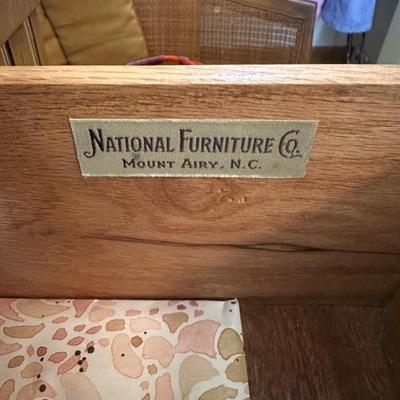 NATIONAL FURNITURE CO.
MOUNT AIRY, N.C.